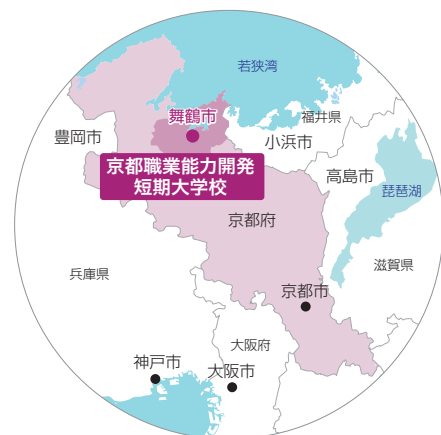 若狭湾
舞鶴市
福井県
豊岡市
小浜市
京都職業能力開発
短期大学校
高島市
琵琶湖
京都府
滋賀県
兵庫県
京都市
大阪府
神戸市
大阪市